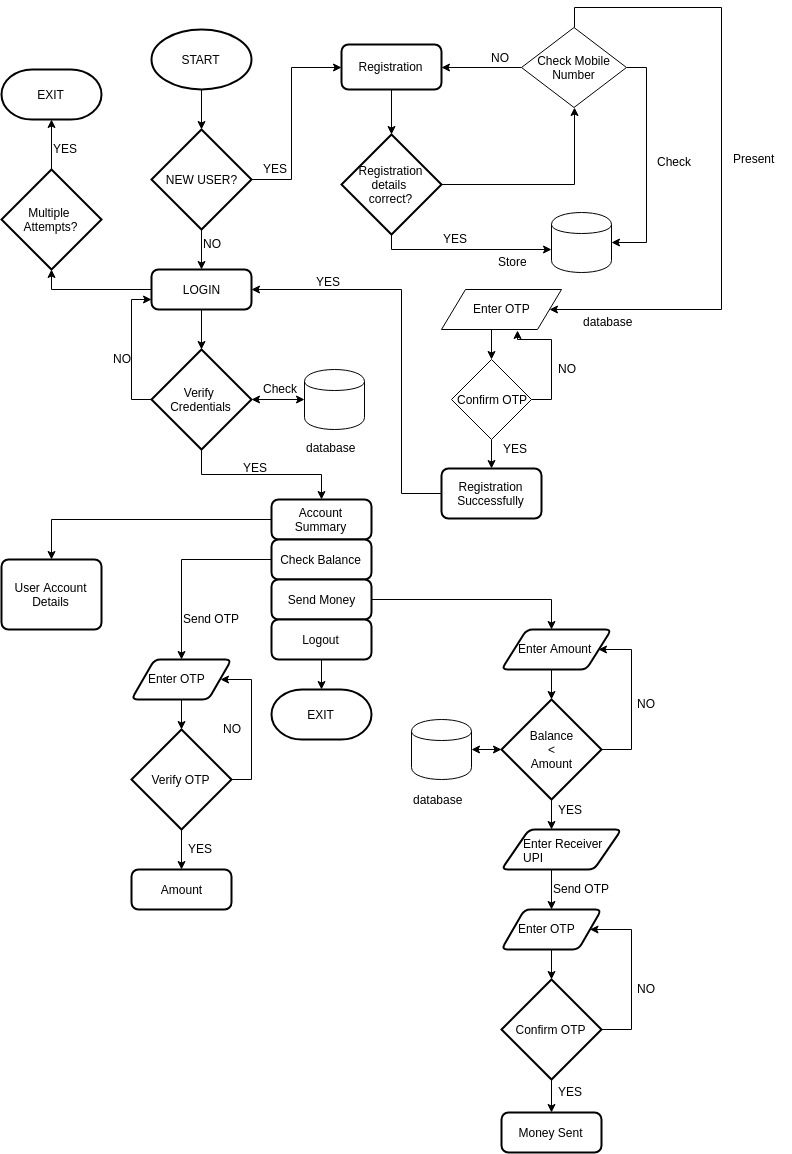 START
Registration
NO
Check Mobile
Number
EXIT
YES
NEW USER?
YES
Registration
details
correct?
Check
Present
Multiple
Attempts?
NO
YES
Store
LOGIN
YES
Enter OTP
database
NO
Verify
Credentials
Check
database
Confirm OTP
NO
YES
YES
Registration
Successfully
Account
Summary
Check Balance
Send Money
Logout
User Account
Details
Send OTP
Enter OTP
NO
EXIT
Enter Amount
NO
Verify OTP
Balance
<
Amount
database
YES
YES
Amount
Enter Receiver
UPI
Send OTP
Enter OTP
NO
Confirm OTP
YES
Money Sent